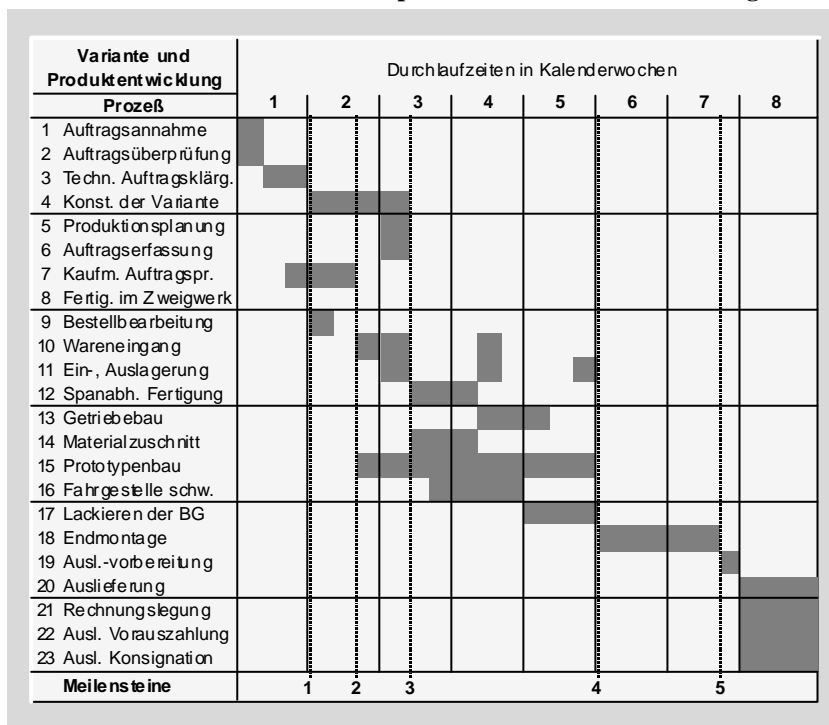 Variante und
Produktentwicklung
Durchlaufzeiten in Kalenderwochen
Prozeß 1 2 3 4 5 6 7 8
1 Auftragsannahme
2 Auftragsüberprüfung
3 Techn. Auftragsklärg.
4 Konst. der Variante
5 Produktionsplanung
6 Auftragserfassung
7 Kaufm. Auftragspr.
8 Fertig. im Zweigwerk
9 Bestellbearbeitung
10 Wareneingang
11 Ein-, Auslagerung
12 Spanabh. Fertigung
13 Getriebebau
14 Materialzuschnitt
15 Prototypenbau
16 Fahrgestelle schw.
17 Lackieren der BG
18 Endmontage
19 Ausl.-vorbereitung
20 Auslieferung
21 Rechnungslegung
22 Ausl. Vorauszahlung
23 Ausl. Konsignation
Meilensteine 1 2 3 4 5